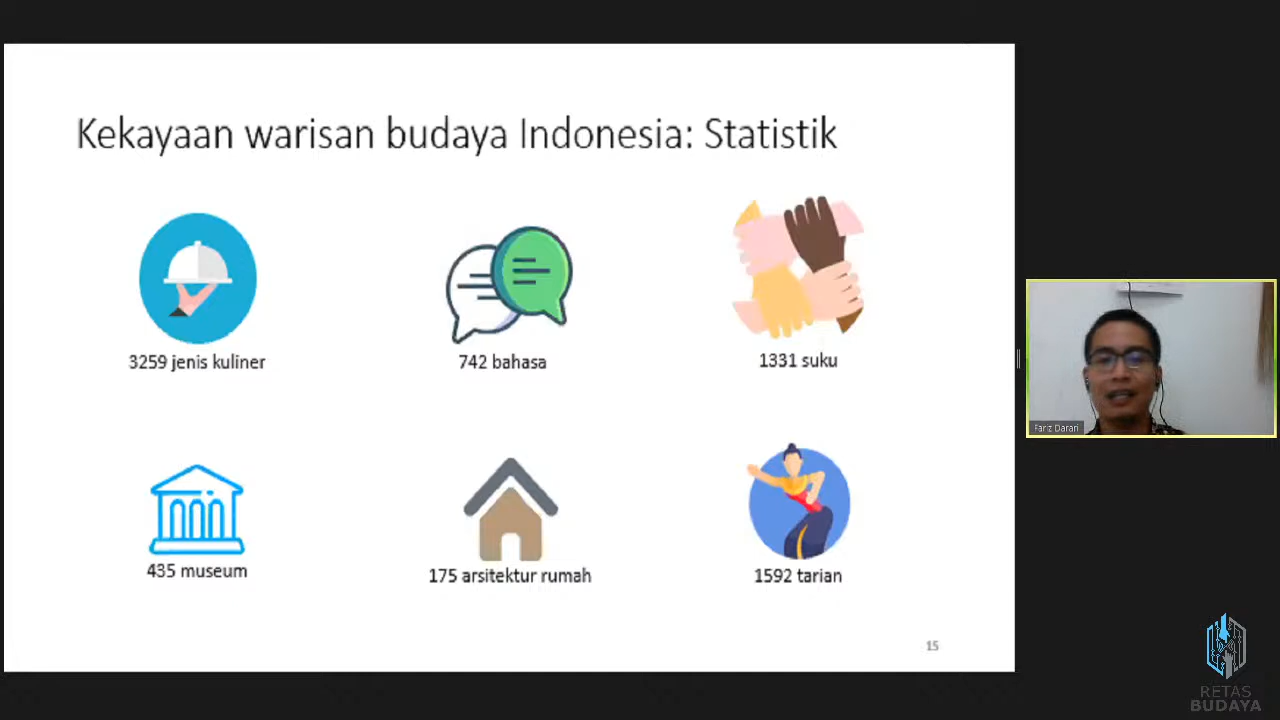 Kekayaan warisan budaya Indonesia: Statistik
3259 jenis kuliner
742 bahasa
1331 suku
435 museum
175 arsitektur rumah
1592 tarian
15
Fariz Darari
RETAS
BUDAYA